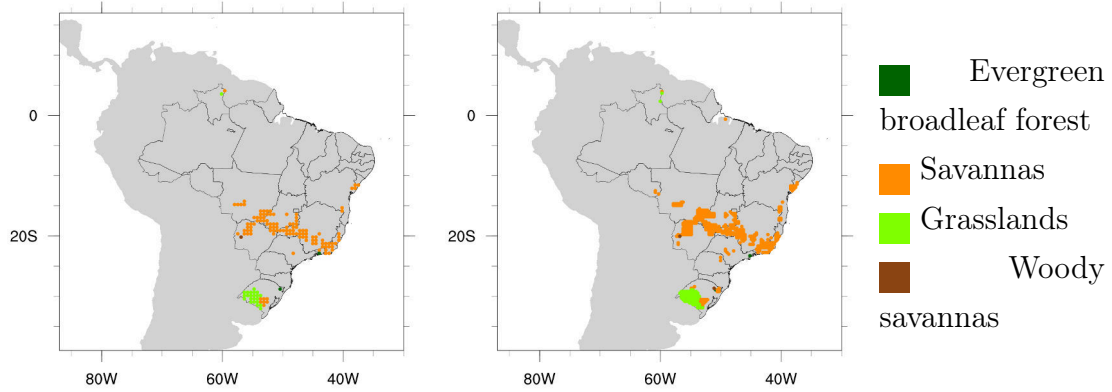 0
20S
80W 60W 40W
0
20S
80W 60W 40W
Evergreen
broadleaf forest
Savannas
Grasslands
Woody
savannas